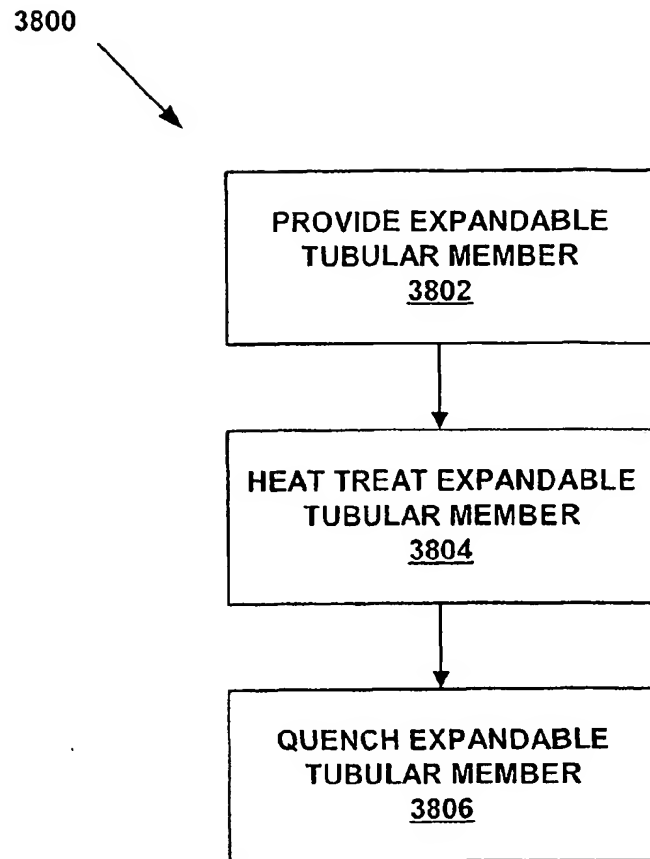 3800
PROVIDE EXPANDABLE
TUBULAR MEMBER
3802
HEAT TREAT EXPANDABLE
TUBULAR MEMBER
3804
QUENCH EXPANDABLE
TUBULAR MEMBER
3806